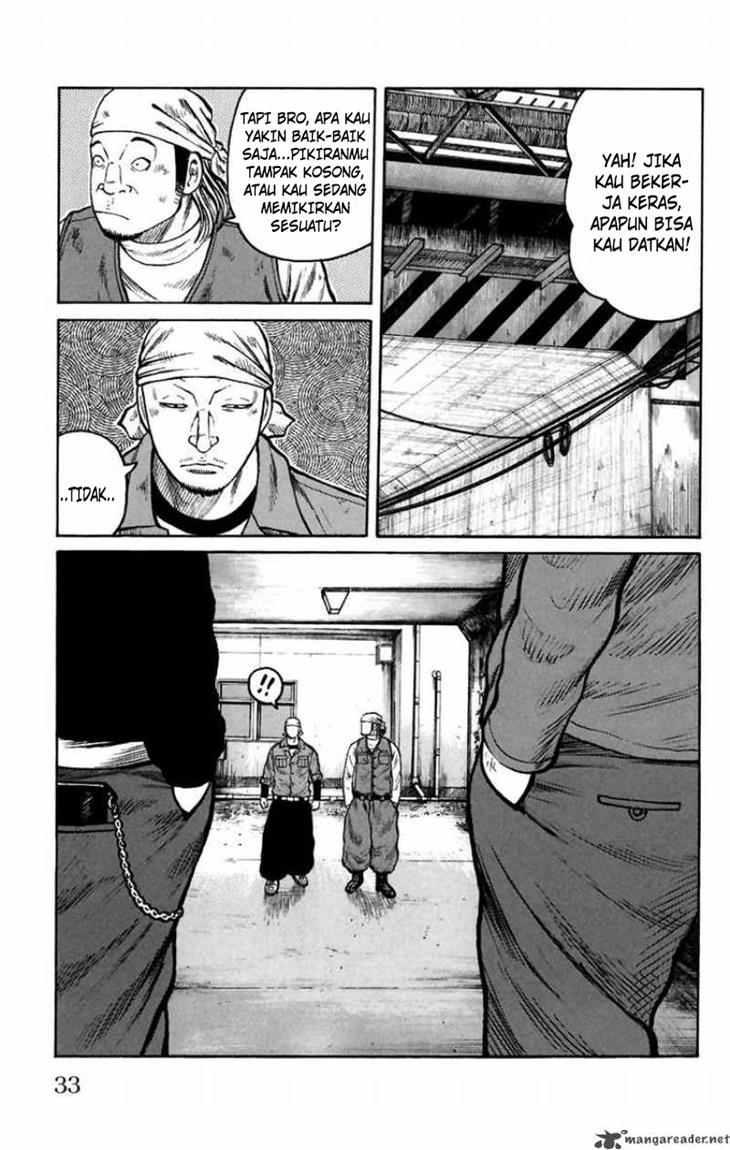 YAH! JIKA
KAU BEKER-
JA KERAS,
APAPUN BISA
KAU DATKAN!
TAPI BRO, APA KAU
YAKIN BAIK-BAIK
SAJA...PIKIRANMU
TAMPAK KOSONG,
ATAU KAU SEDANG
MEMIKIRKAN
SESUATU?
..TIDAK..
!!
33
mangareader.net